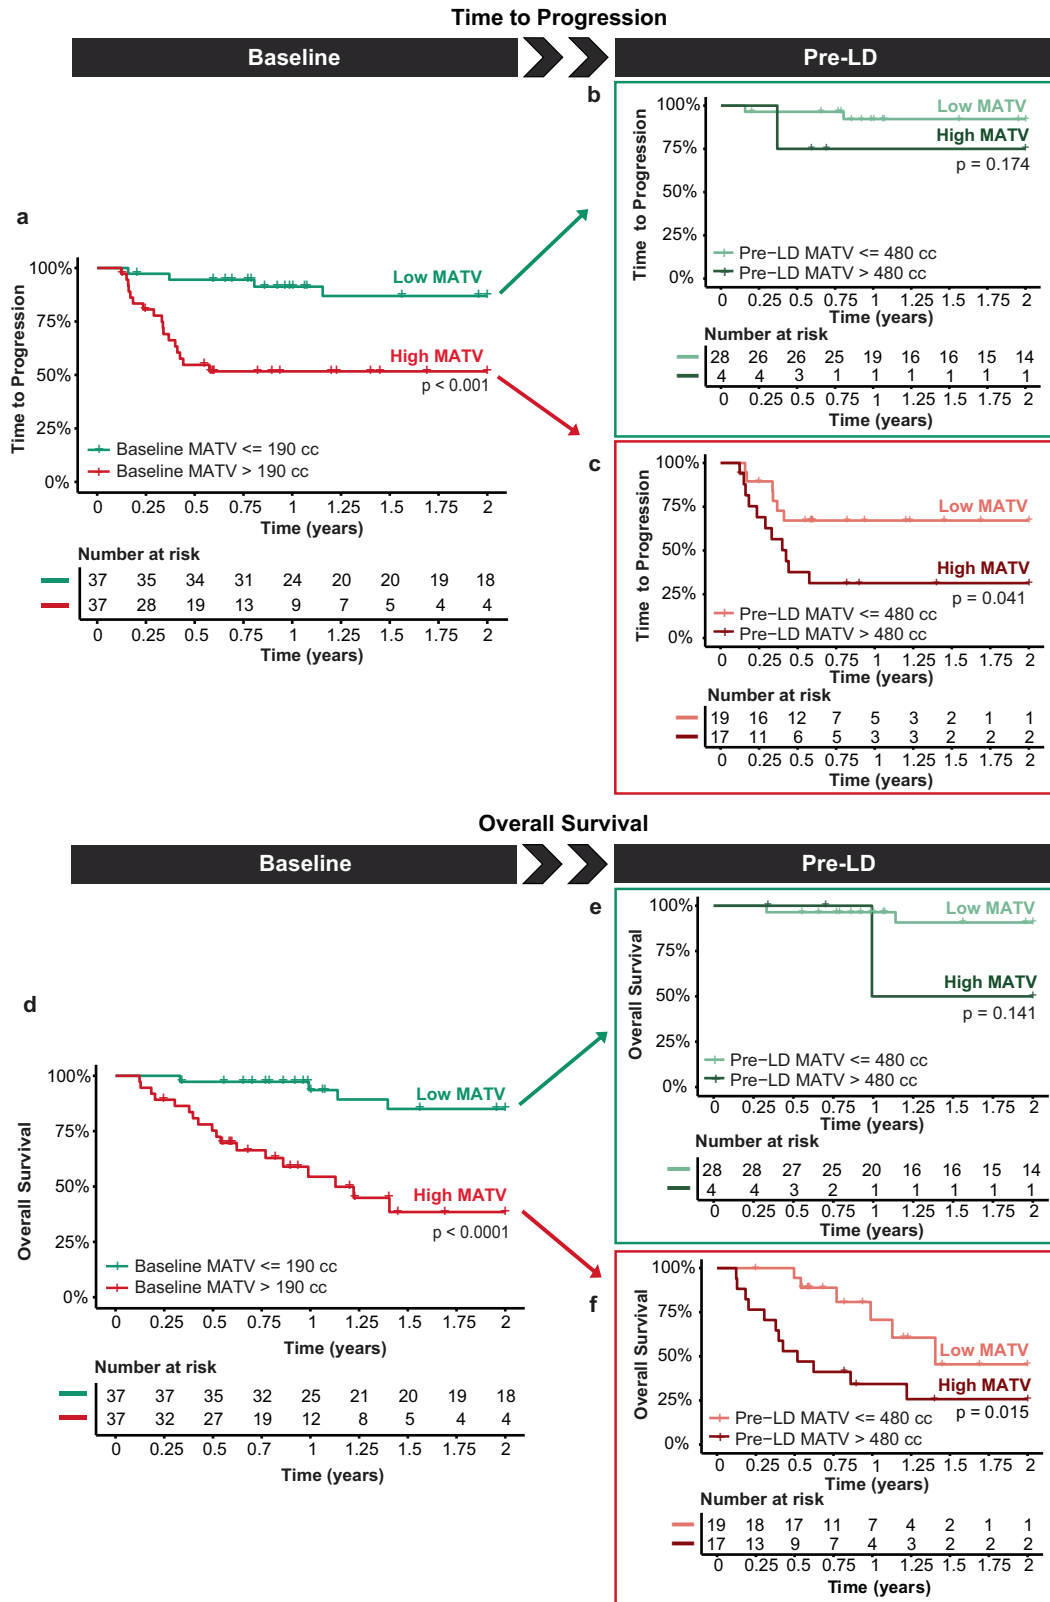 Time to Progression
Baseline
Pre-LD
a
Time to Progression
100%
75%
50%
25%
0%
Low MATV
High MATV
p < 0.001
Baseline MATV <= 190 cc
Baseline MATV > 190 cc
0 0.25 0.5 0.75 1 1.25 1.5 1.75 2
Time (years)
Number at risk
37 35 34 31 24 20 20 19 18
37 28 19 13 9 7 5 4 4
0 0.25 0.5 0.75 1 1.25 1.5 1.75 2
Time (years)
b
Time to Progression
100%
75%
50%
25%
0%
Low MATV
High MATV
p = 0.174
Pre−LD MATV <= 480 cc
Pre−LD MATV > 480 cc
0 0.25 0.5 0.75 1 1.25 1.5 1.75 2
Time (years)
Number at risk
28 26 26 25 19 16 16 15 14
4 4 3 1 1 1 1 1 1
0 0.25 0.5 0.75 1 1.25 1.5 1.75 2
Time (years)
c
Time to Progression
100%
75%
50%
25%
0%
Low MATV
High MATV
p = 0.041
Pre−LD MATV <= 480 cc
Pre−LD MATV > 480 cc
0 0.25 0.5 0.75 1 1.25 1.5 1.75 2
Time (years)
Number at risk
19 16 12 7 5 3 2 1 1
17 11 6 5 3 3 2 2 2
0 0.25 0.5 0.75 1 1.25 1.5 1.75 2
Time (years)
Overall Survival
Baseline
Pre-LD
d
Overall Survival
100%
75%
50%
25%
0%
Low MATV
High MATV
p < 0.0001
Baseline MATV <= 190 cc
Baseline MATV > 190 cc
0 0.25 0.5 0.75 1 1.25 1.5 1.75 2
Time (years)
Number at risk
37 37 35 32 25 21 20 19 18
37 32 27 19 12 8 5 4 4
0 0.25 0.5 0.7 1 1.25 1.5 1.75 2
Time (years)
e
Overall Survival
100%
75%
50%
25%
0%
Low MATV
High MATV
p = 0.141
Pre−LD MATV <= 480 cc
Pre−LD MATV > 480 cc
0 0.25 0.5 0.75 1 1.25 1.5 1.75 2
Time (years)
Number at risk
28 28 27 25 20 16 16 15 14
4 4 3 2 1 1 1 1 1
0 0.25 0.5 0.75 1 1.25 1.5 1.75 2
Time (years)
f
Overall Survival
100%
75%
50%
25%
0%
Low MATV
High MATV
p = 0.015
Pre−LD MATV <= 480 cc
Pre−LD MATV > 480 cc
0 0.25 0.5 0.75 1 1.25 1.5 1.75 2
Time (years)
Number at risk
19 18 17 11 7 4 2 1 1
17 13 9 7 4 3 2 2 2
0 0.25 0.5 0.75 1 1.25 1.5 1.75 2
Time (years)